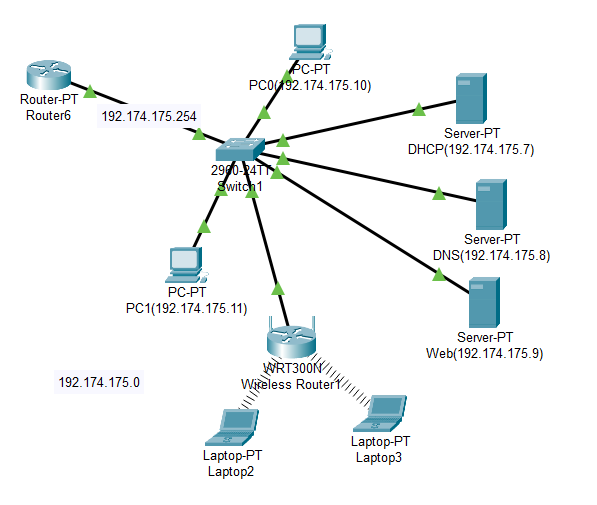 PC-PT
PC0(192.174.175.10)
Router-PT
Router6
192.174.175.254
Server-PT
DHCP(192.174.175.7)
2960-24TT
Switch1
Server-PT
DNS(192.174.175.8)
PC-PT
PC1(192.174.175.11)
Server-PT
Web(192.174.175.9)
WRT300N
Wireless Router1
192.174.175.0
Laptop-PT
Laptop3
Laptop-PT
Laptop2